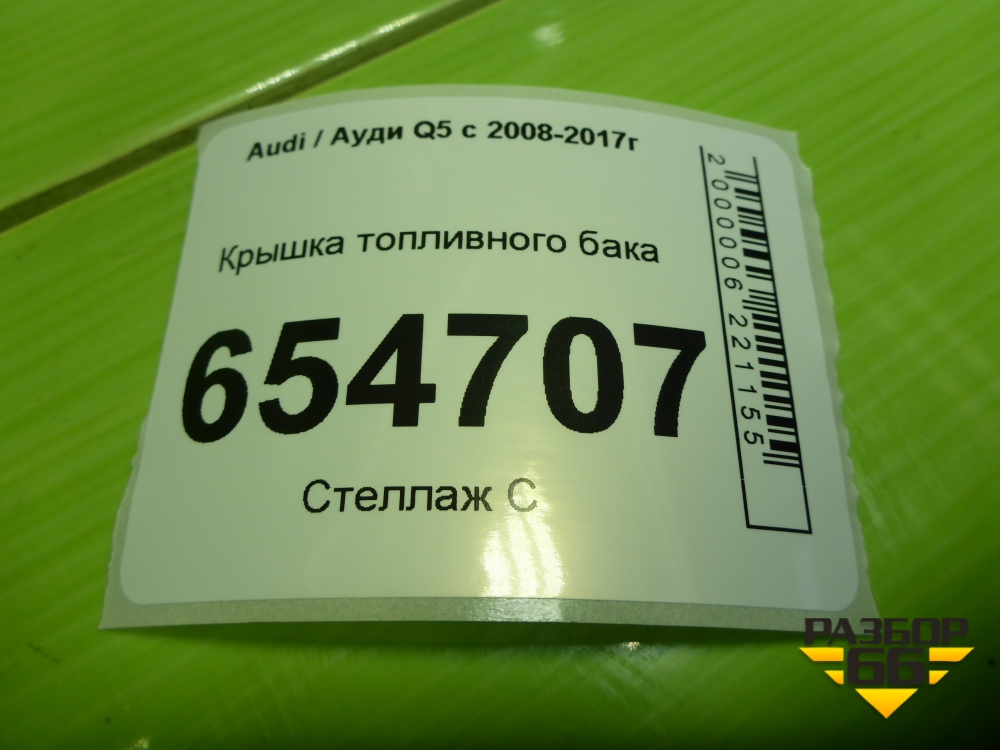 Audi / Ауди Q5 с 2008-2017г
Крышка топливного бака
654707
Стеллаж С
2000006221155
РАЗБОР
66